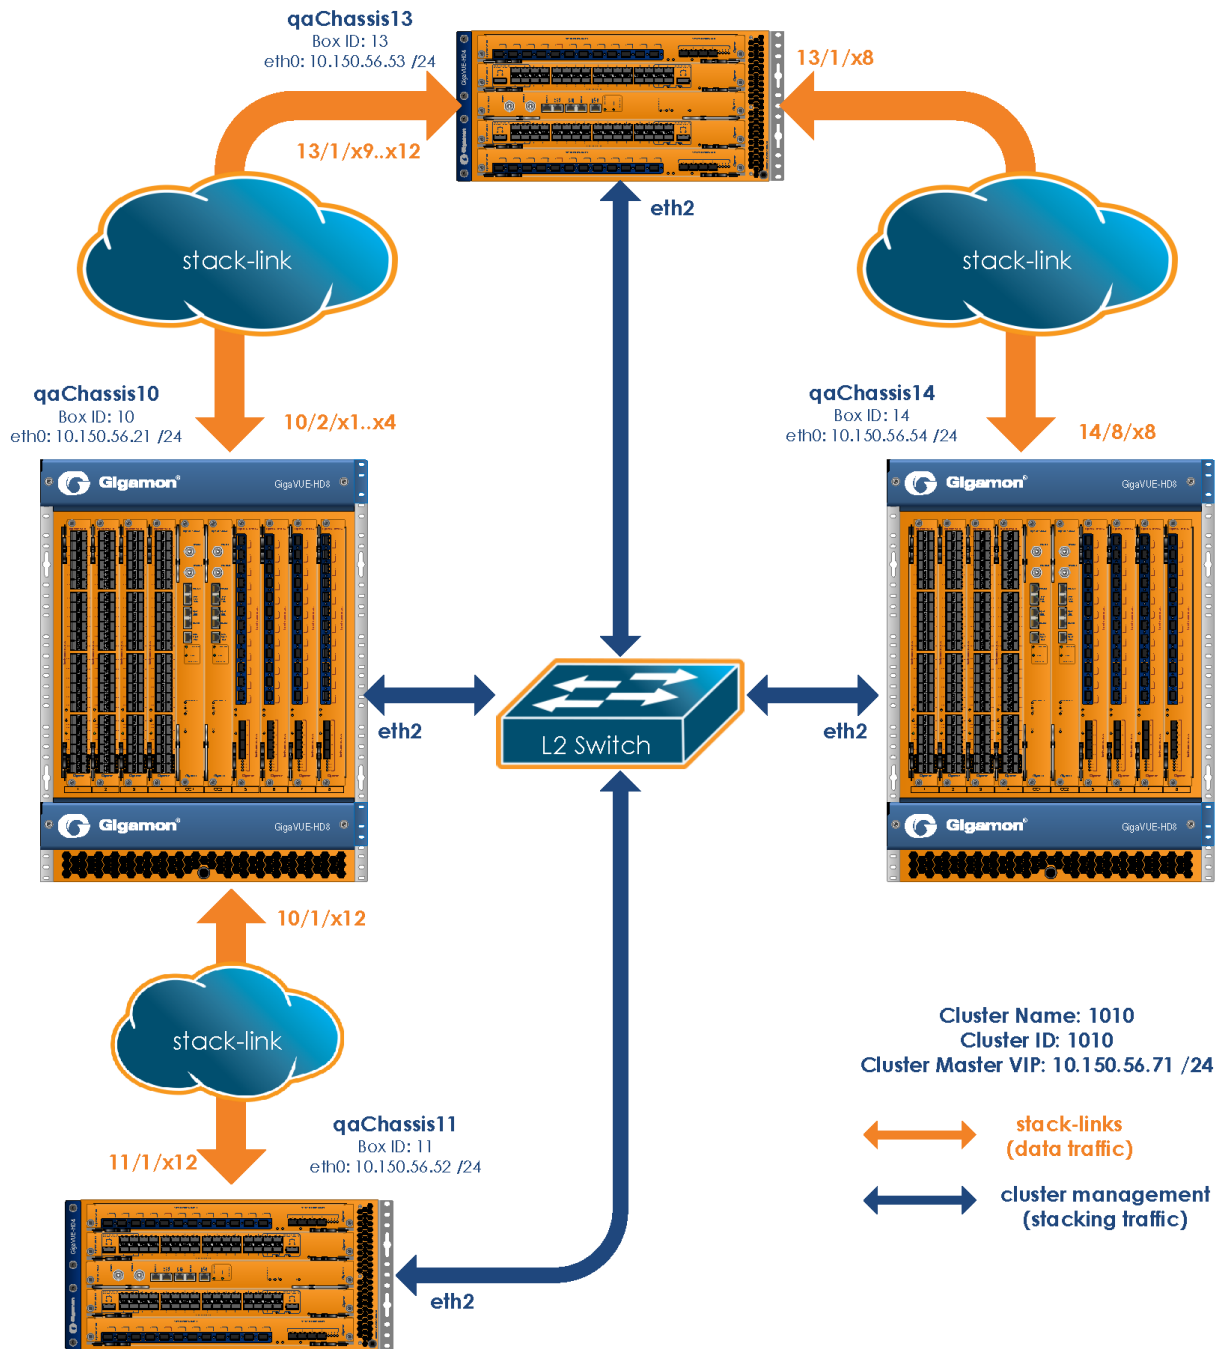 qaChassis13
Box ID: 13
eth0: 10.150.56.53 /24
13/1/x8
13/1/x9..x12
GigaVUE-HD4
eth2
stack-link
stack-link
qaChassis10
Box ID: 10
eth0: 10.150.56.21 /24
10/2/x1..x4
qaChassis14
Box ID: 14
eth0: 10.150.56.54 /24
14/8/x8
Gigamon®
GigaVUE-HD8
Gigamon®
GigaVUE-HD8
eth2
L2 Switch
eth2
Gigamon®
GigaVUE-HD8
Gigamon®
GigaVUE-HD8
10/1/x12
stack-link
Cluster Name: 1010
Cluster ID: 1010
Cluster Master VIP: 10.150.56.71 /24
qaChassis11
Box ID: 11
eth0: 10.150.56.52 /24
11/1/x12
stack-links
(data traffic)
cluster management
(stacking traffic)
GigaVUE-HD4
Gigamon
eth2